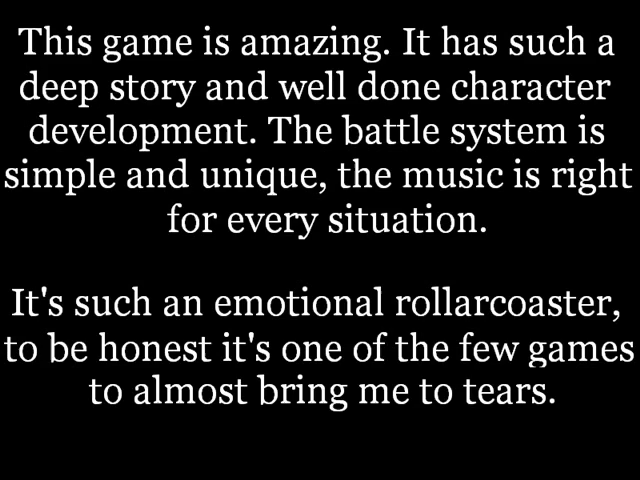 This game is amazing. It has such a
deep story and well done character
development. The battle system is
simple and unique, the music is right
for every situation.
It's such an emotional rollarcoaster,
to be honest it's one of the few games
to almost bring me to tears.